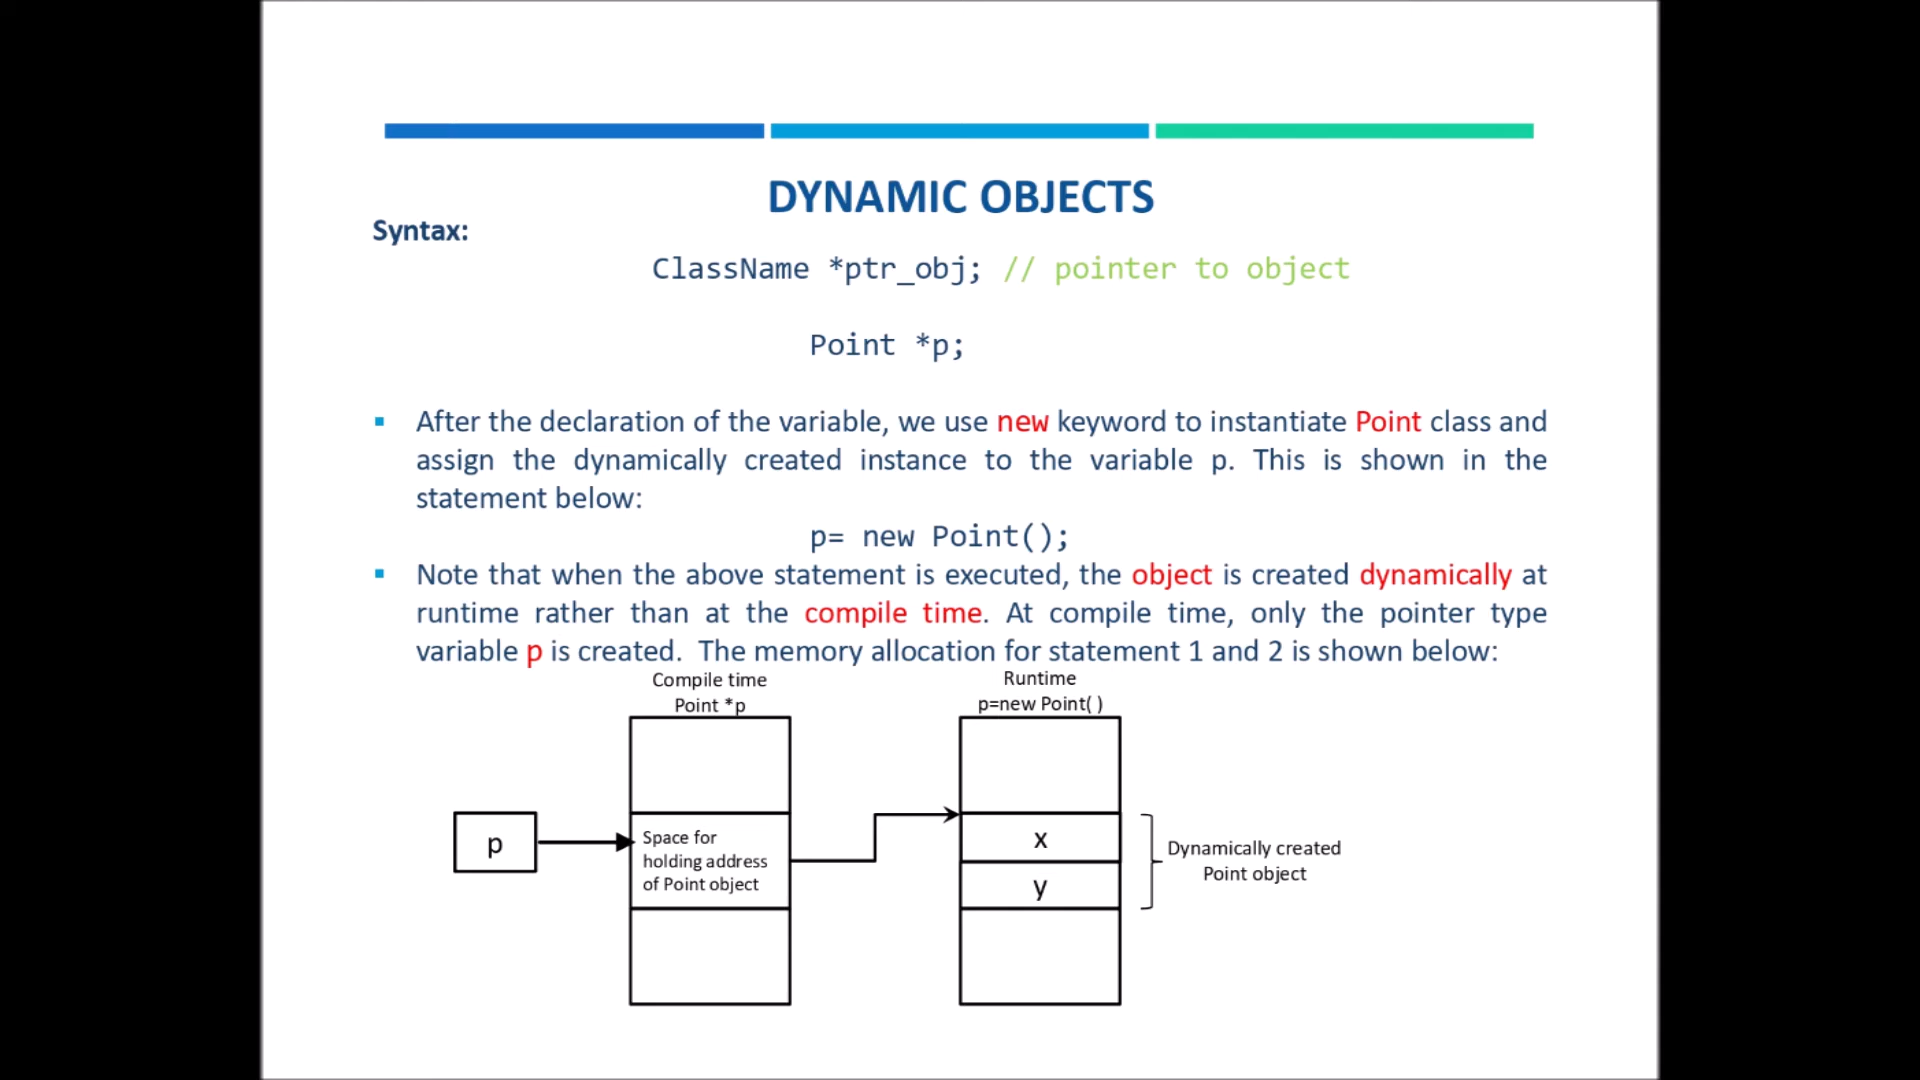 DYNAMIC OBJECTS
Syntax:
ClassName *ptr_obj; // pointer to object
Point *p;
▪ After the declaration of the variable, we use new keyword to instantiate Point class and
assign the dynamically created instance to the variable p. This is shown in the
statement below:
p= new Point();
▪ Note that when the above statement is executed, the object is created dynamically at
runtime rather than at the compile time. At compile time, only the pointer type
variable p is created. The memory allocation for statement 1 and 2 is shown below:
Compile time
Point *p
Runtime
p=new Point( )
p
Space for
holding address
of Point object
x
y
Dynamically created
Point object